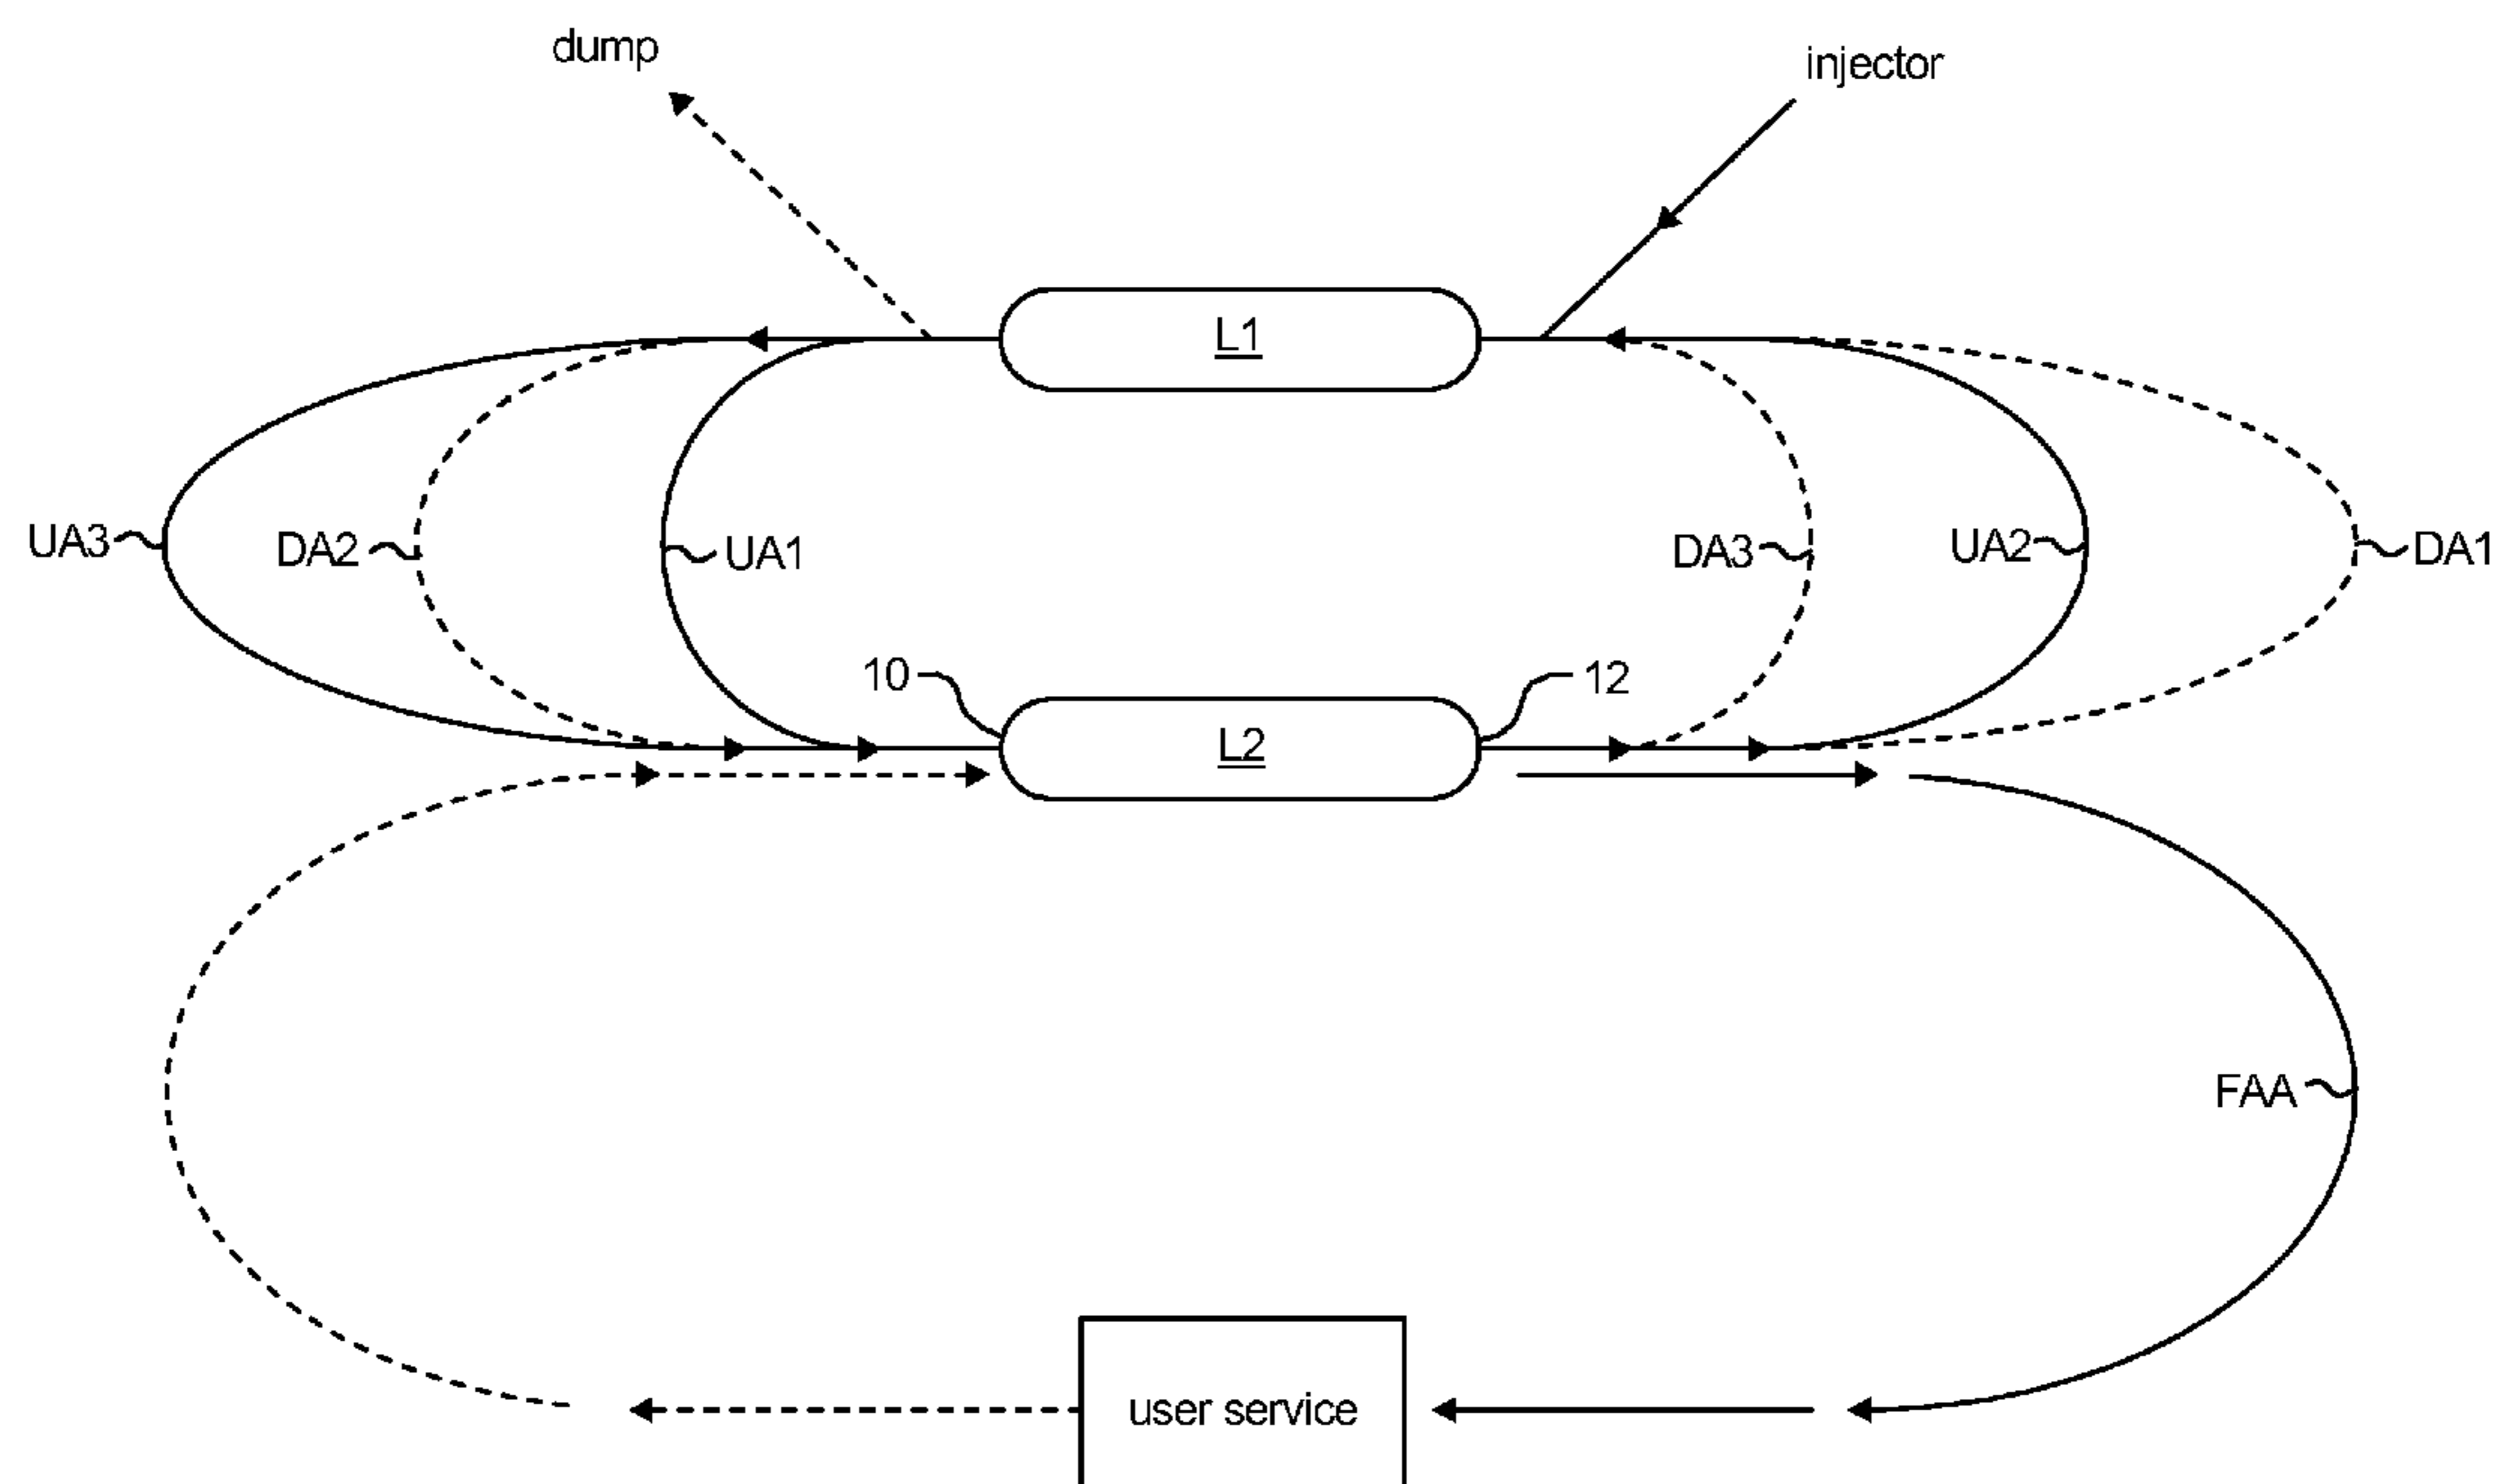 dump
injector
L1
UA3
DA2
UA1
DA3
UA2
DA1
10
12
L2
FAA
user service